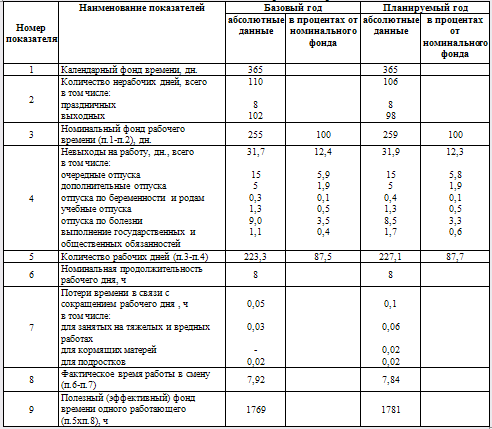 Номер показателя | Наименование показателей | Базовый год | Планируемый год
абсолютные данные | в процентах от номинального фонда | абсолютные данные | в процентах от номинального фонда
1 | Календарный фонд времени, дн. | 365 | | 365 |
2 | Количество нерабочих дней, всего | 110 | | 106 |
в том числе:
праздничных | 8 | | 8 |
выходных | 102 | | 98 |
3 | Номинальный фонд рабочего
времени (п.1-п.2), дн. | 255 | 100 | 259 | 100
4 | Невыходы на работу, дн., всего | 31,7 | 12,4 | 31,9 | 12,3
в том числе:
очередные отпуска | 15 | 5,9 | 15 | 5,8
дополнительные отпуска | 5 | 1,9 | 5 | 1,9
отпуска по беременности и родам | 0,3 | 0,1 | 0,4 | 0,1
учебные отпуска | 1,3 | 0,5 | 1,3 | 0,5
отпуска по болезни | 9,0 | 3,5 | 8,5 | 3,3
выполнение государственных и | 1,1 | 0,4 | 1,7 | 0,6
общественных обязанностей
5 | Количество рабочих дней (п.3-п.4) | 223,3 | 87,5 | 227,1 | 87,7
6 | Номинальная продолжительность
рабочего дня, ч | 8 | | 8 |
7 | Потери времени в связи с
сокращением рабочего дня , ч | 0,05 | | 0,1 |
в том числе:
для занятых на тяжелых и вредных | 0,03 | | 0,06 |
работах
для кормящих матерей | - | | 0,02 |
для подростков | 0,02 | | 0,02 |
8 | Фактическое время работы в смену
(п.6-п.7) | 7,92 | | 7,84 |
9 | Полезный (эффективный) фонд
времени одного работающего | 1769 | | 1781 |
(п.5хп.8), ч